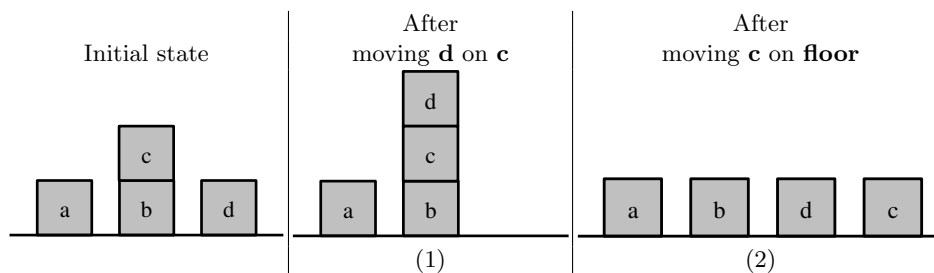 Initial state
c
a b d
After
moving d on c
d
c
a b
(1)
After
moving c on floor
a b d c
(2)